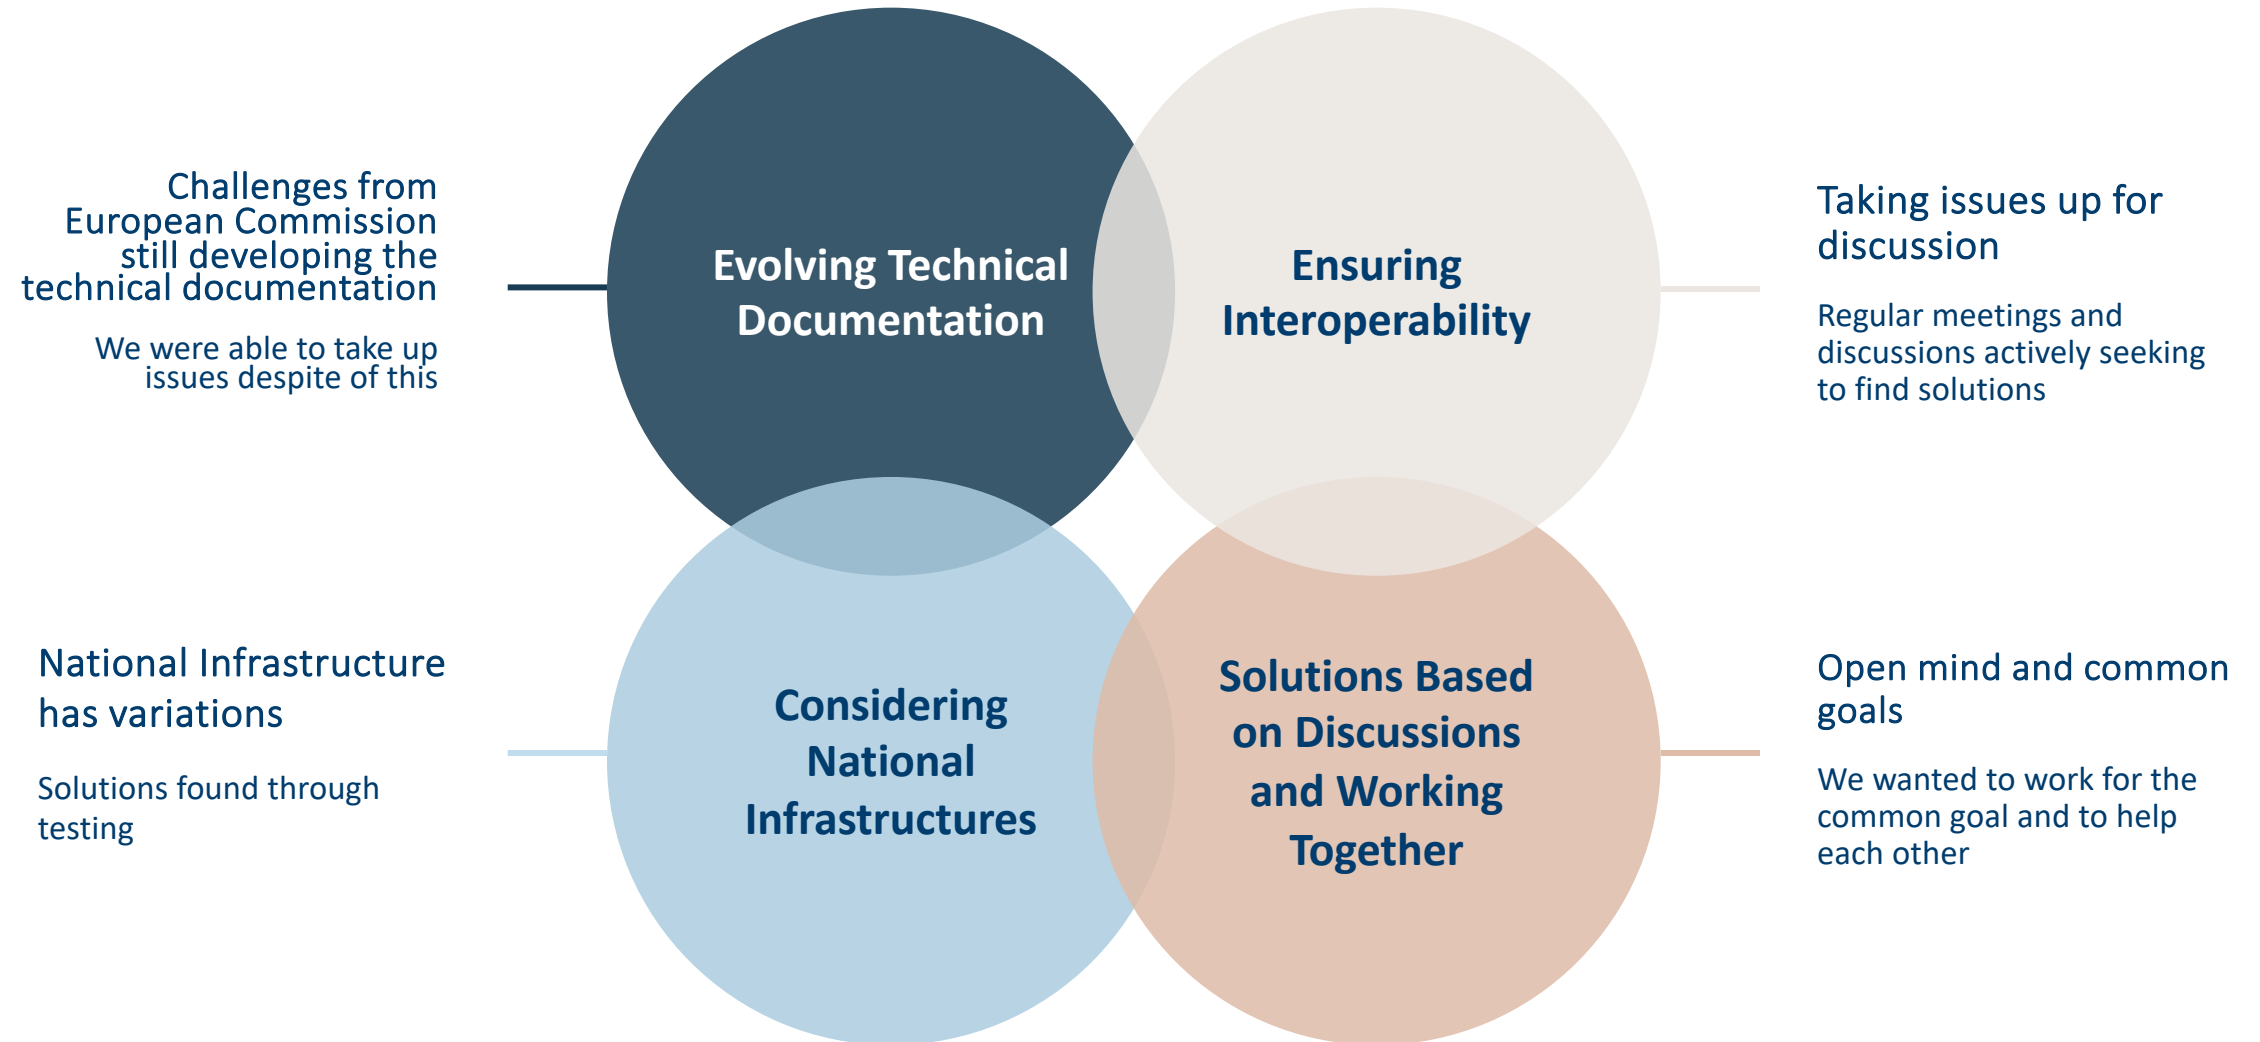 Challenges from
European Commission
still developing the
technical documentation
We were able to take up
issues despite of this
Evolving Technical
Documentation
Ensuring
Interoperability
Taking issues up for
discussion
Regular meetings and
discussions actively seeking
to find solutions
National Infrastructure
has variations
Solutions found through
testing
Considering
National
Infrastructures
Solutions Based
on Discussions
and Working
Together
Open mind and common
goals
We wanted to work for the
common goal and to help
each other